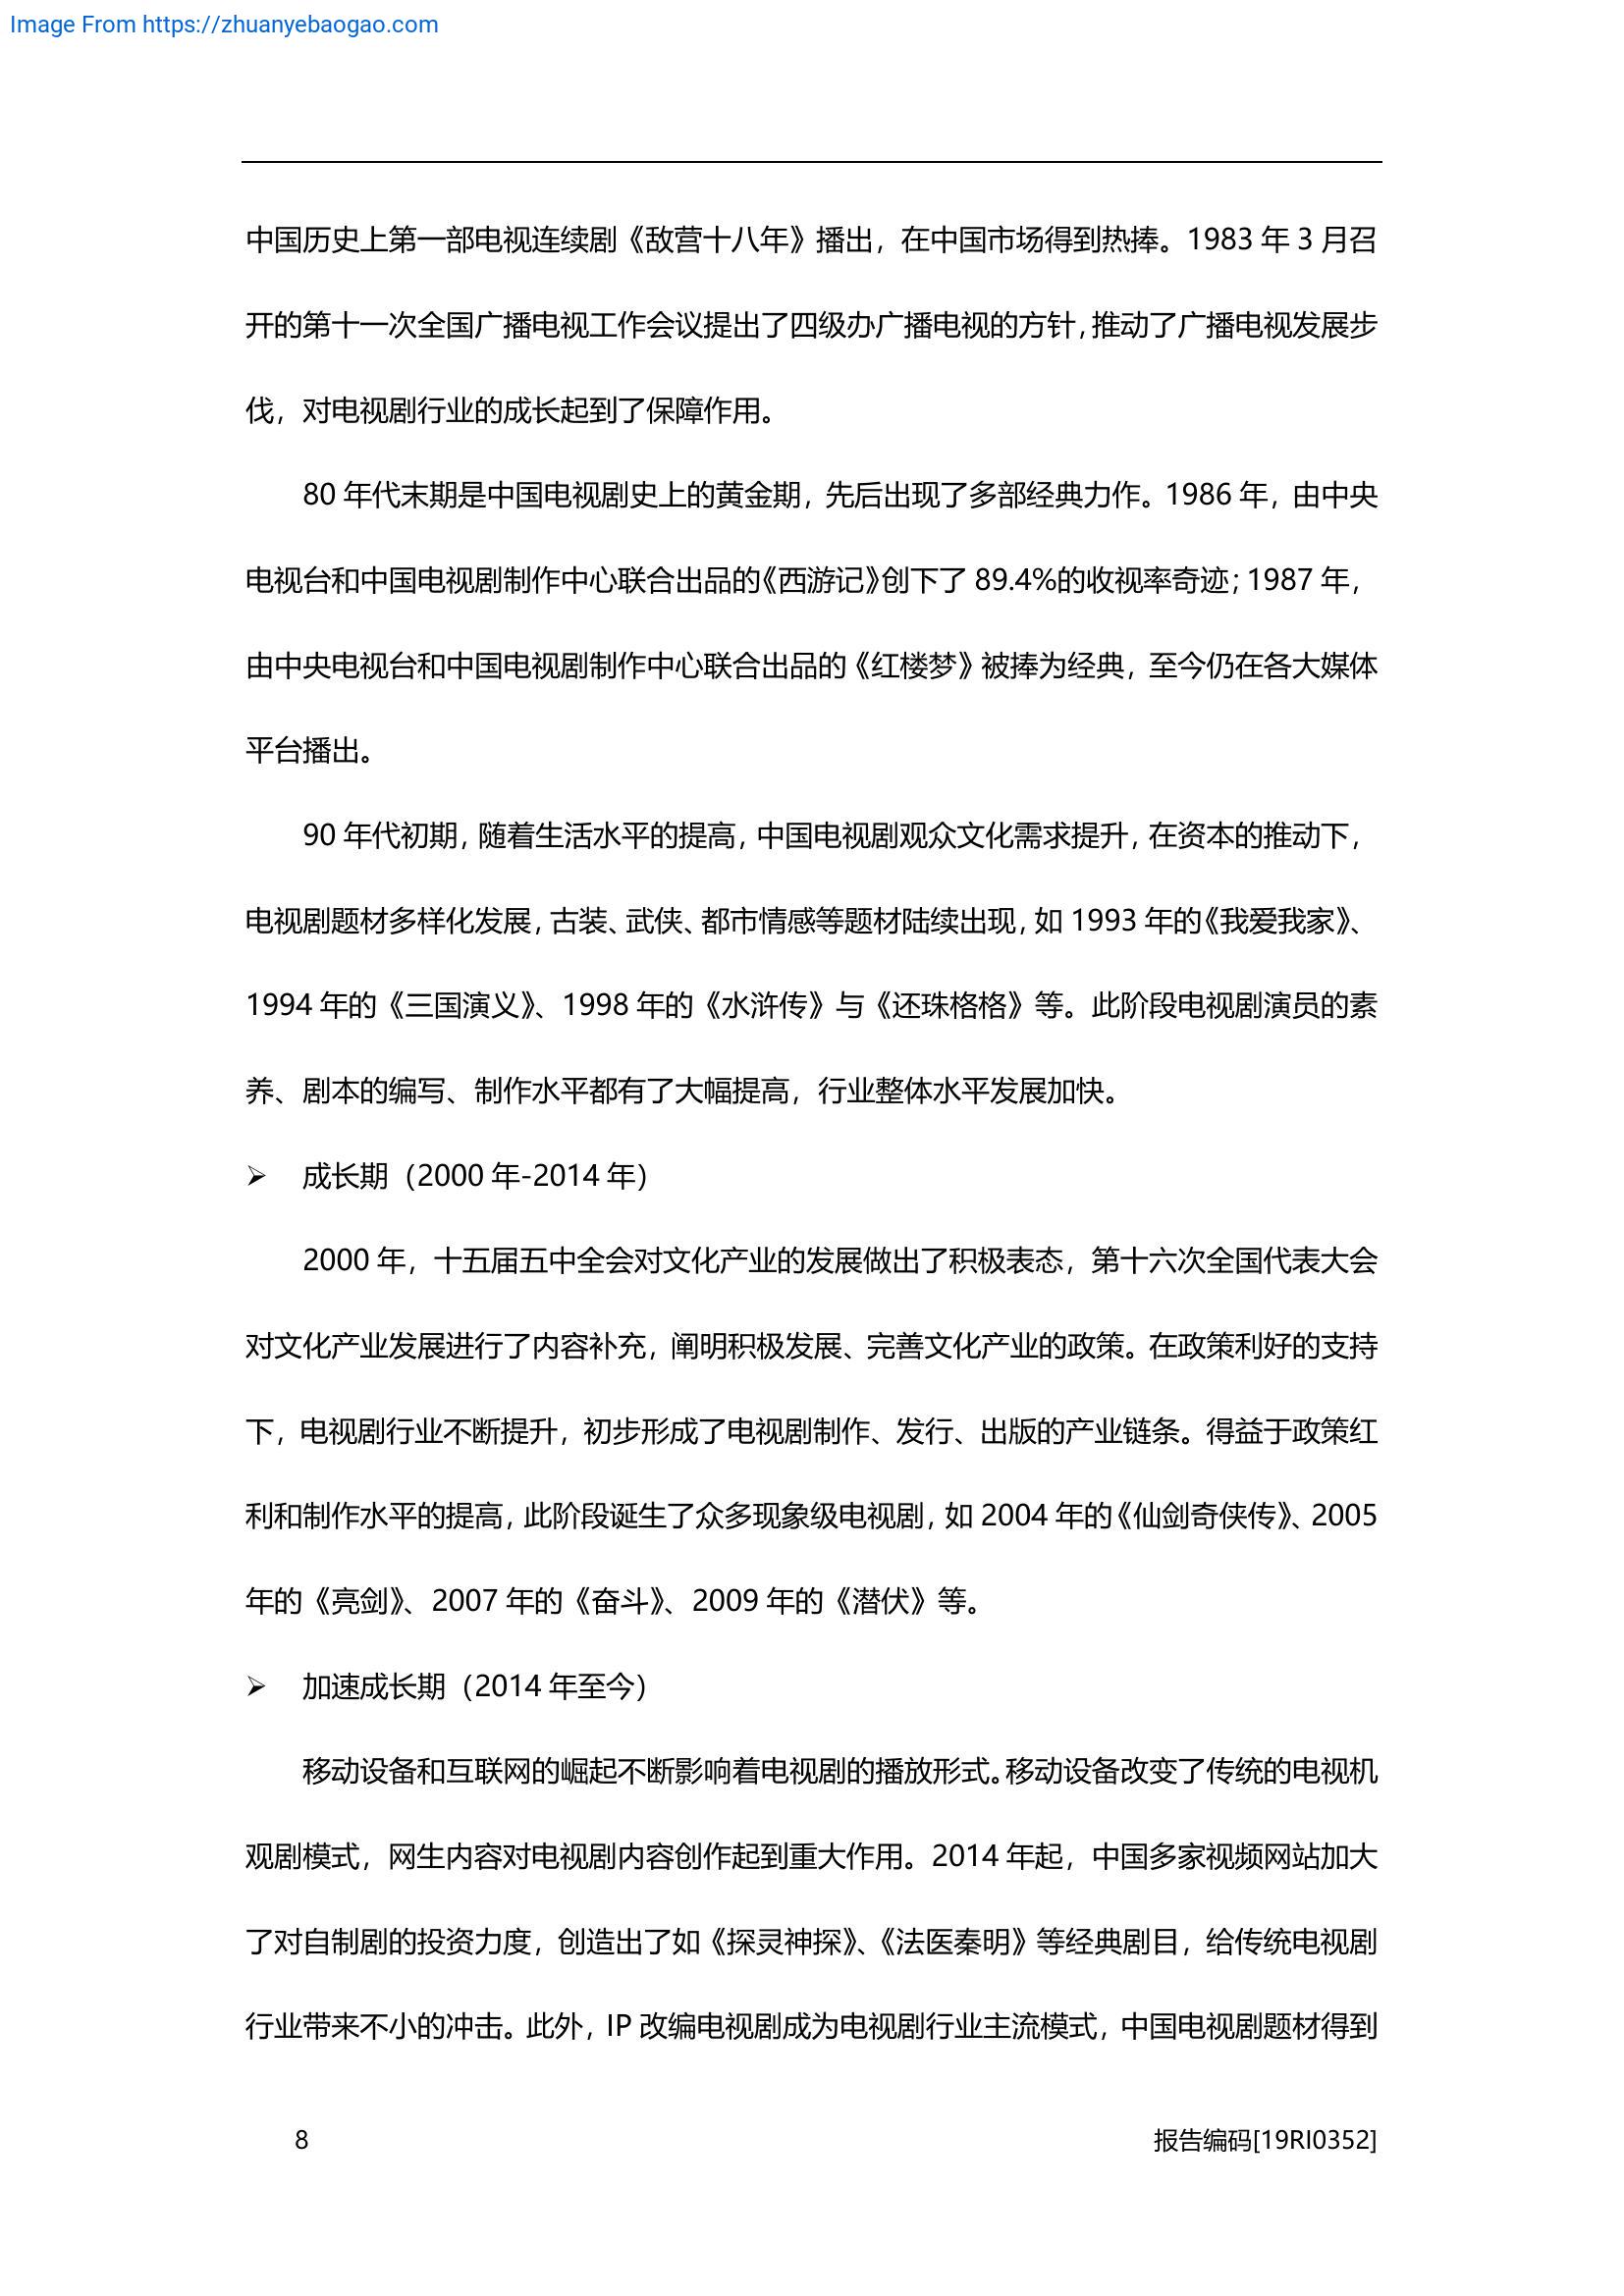 Image From https://zhuanyebaogao.com
中国历史上第一部电视连续剧《敌营十八年》播出，在中国市场得到热捧。1983 年 3 月召
开的第十一次全国广播电视工作会议提出了四级办广播电视的方针，推动了广播电视发展步
伐，对电视剧行业的成长起到了保障作用。
80 年代末期是中国电视剧史上的黄金期，先后出现了多部经典力作。1986 年，由中央
电视台和中国电视剧制作中心联合出品的《西游记》创下了 89.4%的收视率奇迹；1987 年，
由中央电视台和中国电视剧制作中心联合出品的《红楼梦》被捧为经典，至今仍在各大媒体
平台播出。
90 年代初期，随着生活水平的提高，中国电视剧观众文化需求提升，在资本的推动下，
电视剧题材多样化发展，古装、武侠、都市情感等题材陆续出现，如 1993 年的《我爱我家》、
1994 年的《三国演义》、1998 年的《水浒传》与《还珠格格》等。此阶段电视剧演员的素
养、剧本的编写、制作水平都有了大幅提高，行业整体水平发展加快。
➢ 成长期（2000 年-2014 年）
2000 年，十五届五中全会对文化产业的发展做出了积极表态，第十六次全国代表大会
对文化产业发展进行了内容补充，阐明积极发展、完善文化产业的政策。在政策利好的支持
下，电视剧行业不断提升，初步形成了电视剧制作、发行、出版的产业链条。得益于政策红
利和制作水平的提高，此阶段诞生了众多现象级电视剧，如 2004 年的《仙剑奇侠传》、2005
年的《亮剑》、2007 年的《奋斗》、2009 年的《潜伏》等。
➢ 加速成长期（2014 年至今）
移动设备和互联网的崛起不断影响着电视剧的播放形式。移动设备改变了传统的电视机
观剧模式，网生内容对电视剧内容创作起到重大作用。2014 年起，中国多家视频网站加大
了对自制剧的投资力度，创造出了如《探灵神探》、《法医秦明》等经典剧目，给传统电视剧
行业带来不小的冲击。此外，IP 改编电视剧成为电视剧行业主流模式，中国电视剧题材得到
8 报告编码[19RI0352]